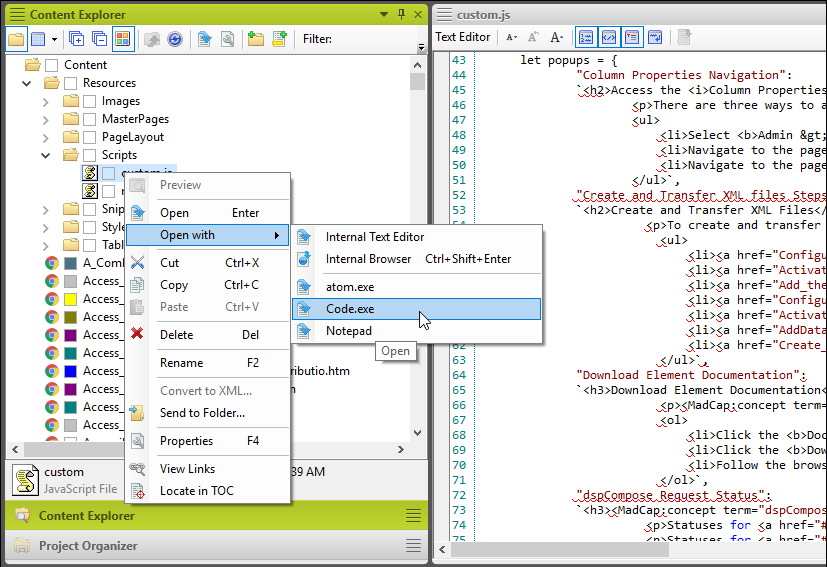 Content Explorer
Filter:
Content
Resources
Images
MasterPages
PageLayout
Scripts
custom.js
Snip
Style
Tabl
A_Comb
Access_
Access_
Access_
Access_
Access_
Access_ ributio.htm
Access_
Access_
Access_
Preview
Open Enter
Open with
Cut Ctrl+X
Copy Ctrl+C
Paste Ctrl+V
Delete Del
Rename F2
Convert to XML...
Send to Folder...
Properties F4
View Links
Locate in TOC
Internal Text Editor
Internal Browser Ctrl+Shift+Enter
atom.exe
Code.exe
Notepad
Open
custom
JavaScript File
39 AM
Content Explorer
Project Organizer
custom.js
Text Editor A- A A-
43 let popups = {
44 "Column Properties Navigation":
45 `<h2>Access the <i>Column Properties
46 <p>There are three ways to a
47 <ul>
48 <li>Select <b>Admin &gt;
49 <li>Navigate to the page
50 <li>Navigate to the page
51 </ul>`,
52 "Create and Transfer XML files Steps
53 `<h2>Create and Transfer XML Files</
54 <p>To create and transfer
55 <ul>
56 <li><a href="Configu
57 <li><a href="Activat
58 <li><a href="Add_the
59 <li><a href="Configu
60 <li><a href="Activat
61 <li><a href="AddData
62 <li><a href="Create_
63 </ul>`,
64 "Download Element Documentation":
65 `<h3>Download Element Documentation<
66 <p><MadCap:concept term=
67 <ol>
68 <li>Click the <b>Doc
69 <li>Click the <b>Dow
70 <li>Follow the brows
71 </ol>`,
72 "dspCompose Request Status":
73 `<h3><MadCap:concept term="dspCompos
74 <p>Statuses for <a href="#
75 <p>Statuses for <a href="#